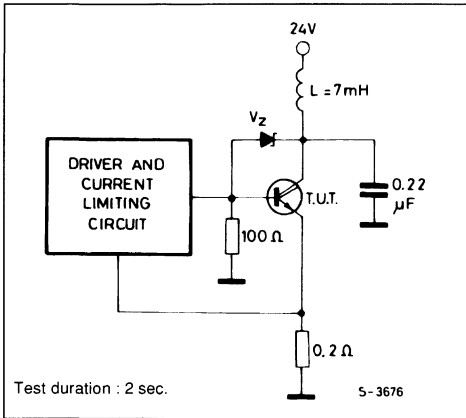 24V
L = 7mH
VZ
DRIVER AND
CURRENT
LIMITING
CIRCUIT
T.U.T.
0.22
µF
100 Ω
0.2 Ω
Test duration : 2 sec.
S-3676